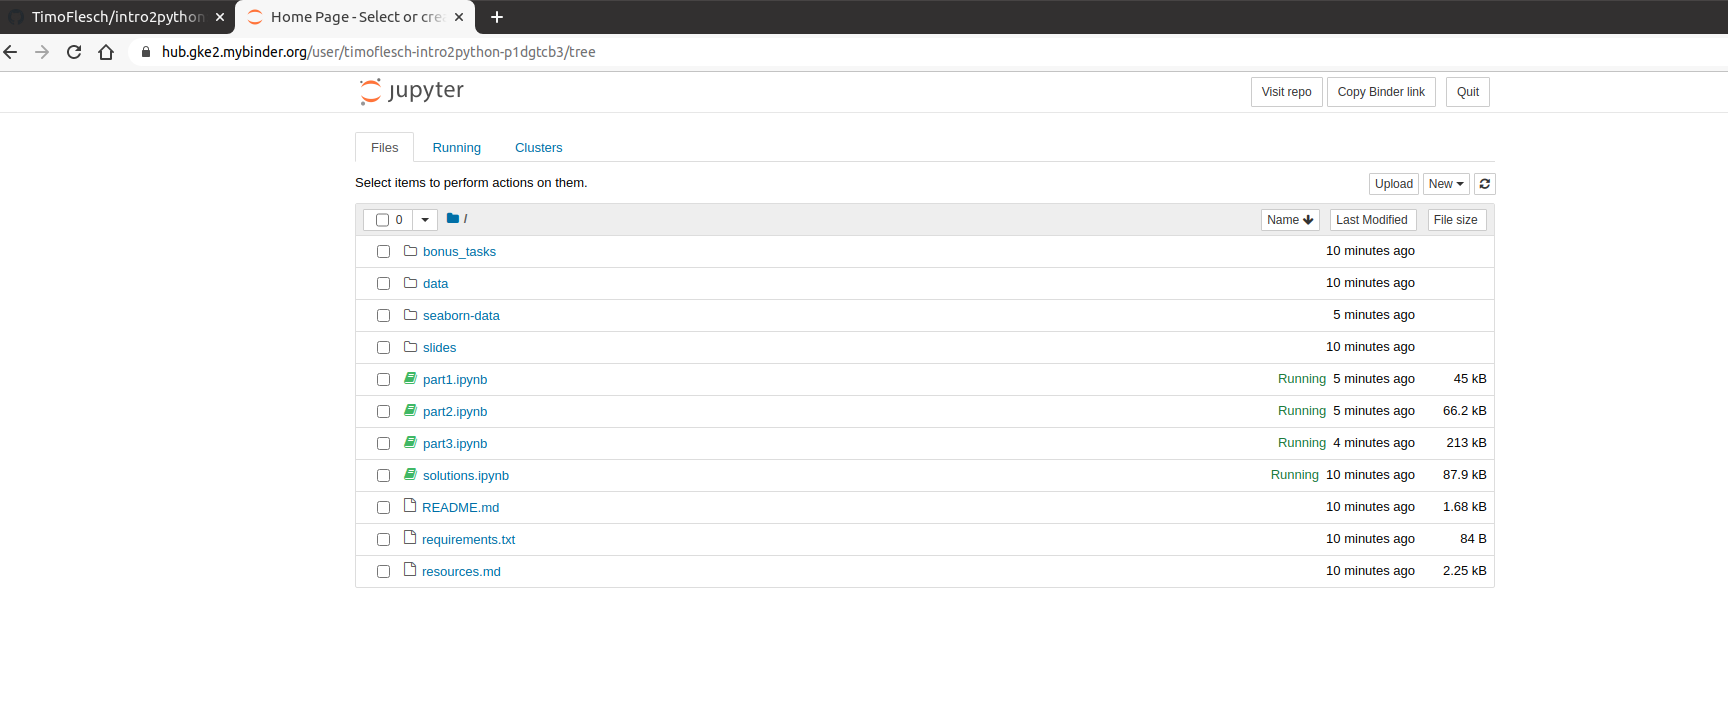 TimoFlesch/intro2python
Home Page - Select or cre
hub.gke2.mybinder.org/user/timoflesch-intro2python-p1dgtcb3/tree
jupyter
Visit repo
Copy Binder link
Quit
Files
Running
Clusters
Select items to perform actions on them.
Upload
New
0
/
Name
Last Modified
File size
bonus_tasks 10 minutes ago
data 10 minutes ago
seaborn-data 5 minutes ago
slides 10 minutes ago
part1.ipynb Running 5 minutes ago 45 kB
part2.ipynb Running 5 minutes ago 66.2 kB
part3.ipynb Running 4 minutes ago 213 kB
solutions.ipynb Running 10 minutes ago 87.9 kB
README.md 10 minutes ago 1.68 kB
requirements.txt 10 minutes ago 84 B
resources.md 10 minutes ago 2.25 kB